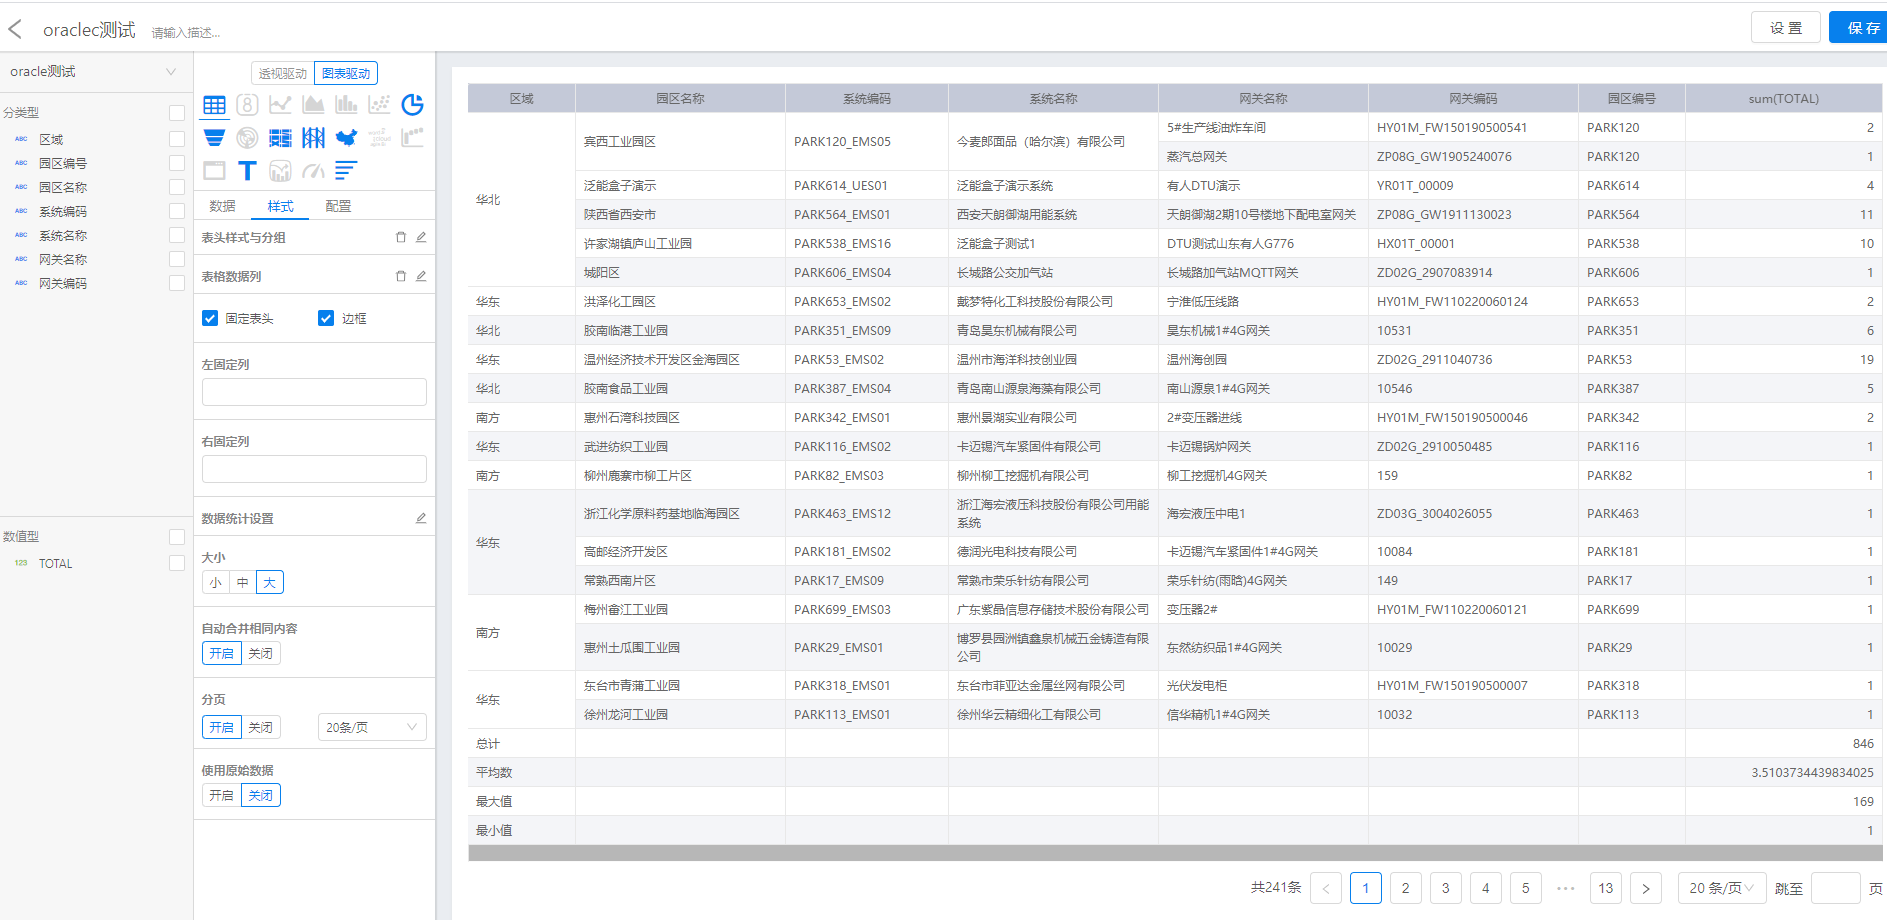 oraclec测试 请输入描述... 设 置 保 存
oracle测试
分类型
ABC 区域
ABC 园区编号
ABC 园区名称
ABC 系统编码
ABC 系统名称
ABC 网关名称
ABC 网关编码
数值型
123 TOTAL
透视驱动 图表驱动
数据 样式 配置
表头样式与分组
表格数据列
固定表头 边框
左固定列
右固定列
数据统计设置
大小
小 中 大
自动合并相同内容
开启 关闭
分页
开启 关闭 20条/页
使用原始数据
开启 关闭
区域 园区名称 系统编码 系统名称 网关名称 网关编码 园区编号 sum(TOTAL)
华北 宾西工业园区 PARK120_EMS05 今麦郎面品（哈尔滨）有限公司 5#生产线油炸车间 HY01M_FW150190500541 PARK120 2
蒸汽总网关 ZP08G_GW1905240076 PARK120 1
泛能盒子演示 PARK614_UES01 泛能盒子演示系统 有人DTU演示 YR01T_00009 PARK614 4
陕西省西安市 PARK564_EMS01 西安天朗御湖用能系统 天朗御湖2期10号楼地下配电室网关 ZP08G_GW1911130023 PARK564 11
许家湖镇庐山工业园 PARK538_EMS16 泛能盒子测试1 DTU测试山东有人G776 HX01T_00001 PARK538 10
城阳区 PARK606_EMS04 长城路公交加气站 长城路加气站MQTT网关 ZD02G_2907083914 PARK606 1
华东 洪泽化工园区 PARK653_EMS02 戴梦特化工科技股份有限公司 宁淮低压线路 HY01M_FW110220060124 PARK653 2
华北 胶南临港工业园 PARK351_EMS09 青岛昊东机械有限公司 昊东机械1#4G网关 10531 PARK351 6
华东 温州经济技术开发区金海园区 PARK53_EMS02 温州市海洋科技创业园 温州海创园 ZD02G_2911040736 PARK53 19
华北 胶南食品工业园 PARK387_EMS04 青岛南山源泉海藻有限公司 南山源泉1#4G网关 10546 PARK387 5
南方 惠州石湾科技园区 PARK342_EMS01 惠州景湖实业有限公司 2#变压器进线 HY01M_FW150190500046 PARK342 2
华东 武进纺织工业园 PARK116_EMS02 卡迈锡汽车紧固件有限公司 卡迈锡锅炉网关 ZD02G_2910050485 PARK116 1
南方 柳州鹿寨市柳工片区 PARK82_EMS03 柳州柳工挖掘机有限公司 柳工挖掘机4G网关 159 PARK82 1
华东 浙江化学原料药基地临海园区 PARK463_EMS12 浙江海宏液压科技股份有限公司用能系统 海宏液压中电1 ZD03G_3004026055 PARK463 1
高邮经济开发区 PARK181_EMS02 德润光电科技有限公司 卡迈锡汽车紧固件1#4G网关 10084 PARK181 1
常熟西南片区 PARK17_EMS09 常熟市荣乐针纺有限公司 荣乐针纺(雨晗)4G网关 149 PARK17 1
南方 梅州畲江工业园 PARK699_EMS03 广东紫晶信息存储技术股份有限公司 变压器2# HY01M_FW110220060121 PARK699 1
惠州土瓜围工业园 PARK29_EMS01 博罗县园洲镇鑫泉机械五金铸造有限公司 东然纺织品1#4G网关 10029 PARK29 1
华东 东台市青蒲工业园 PARK318_EMS01 东台市菲亚达金属丝网有限公司 光伏发电柜 HY01M_FW150190500007 PARK318 1
徐州龙河工业园 PARK113_EMS01 徐州华云精细化工有限公司 信华精机1#4G网关 10032 PARK113 1
总计 846
平均数 3.5103734439834025
最大值 169
最小值 1
共241条 < 1 2 3 4 5 ••• 13 > 20 条/页 跳至 页